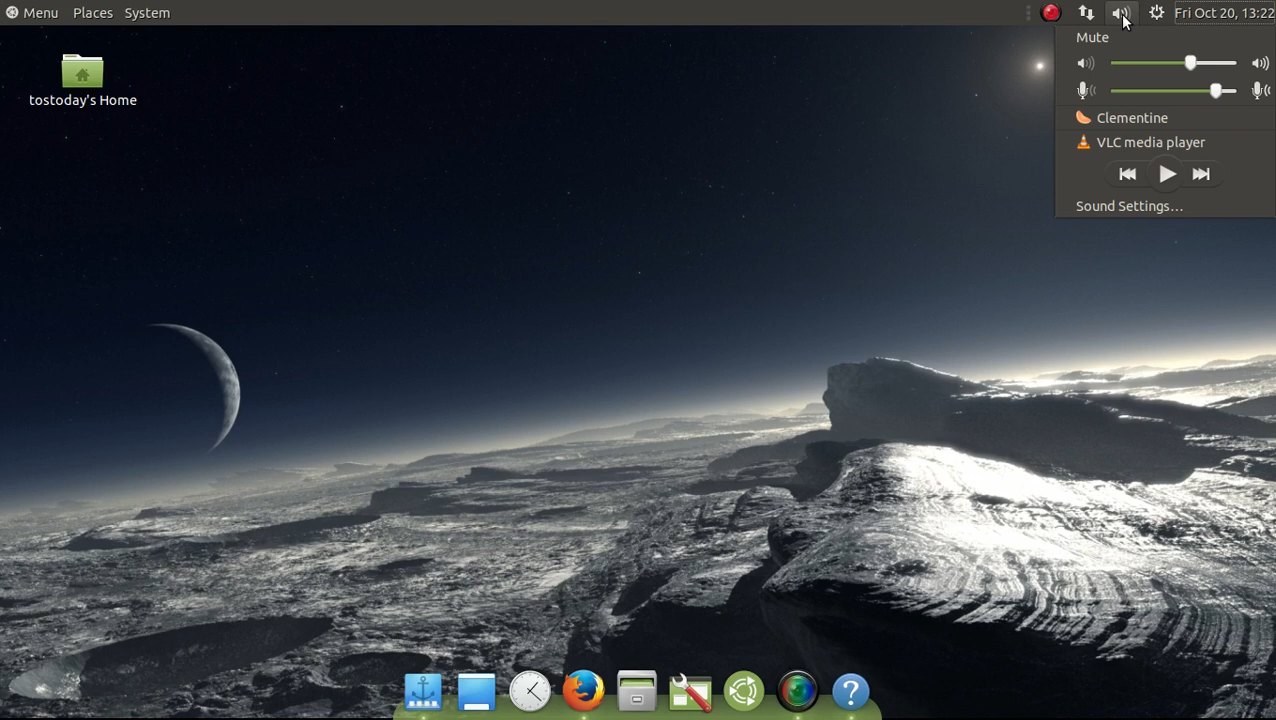 Menu Places System Fri Oct 20, 13:22
Mute
Clementine
VLC media player
Sound Settings...
tostoday's Home